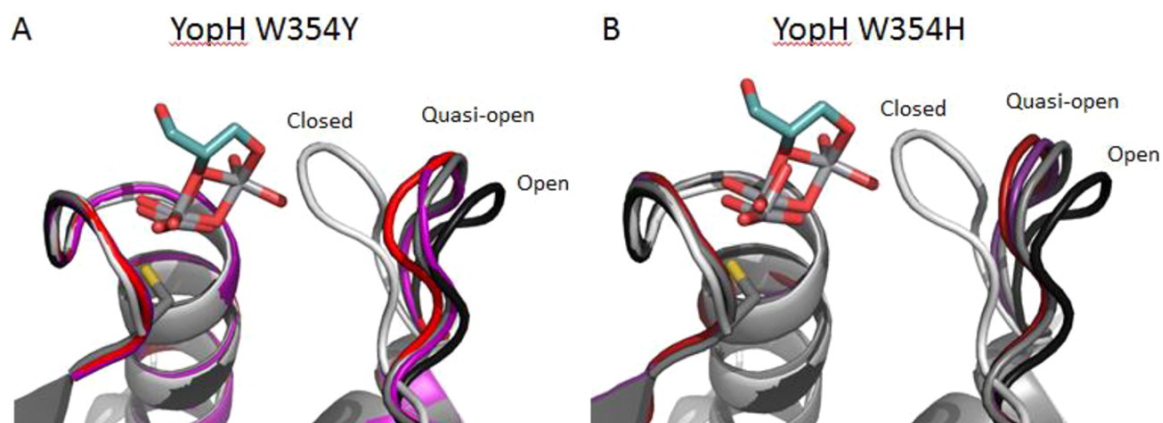 A
YopH W354Y
B
YopH W354H
Closed
Quasi-open
Open
Closed
Quasi-open
Open